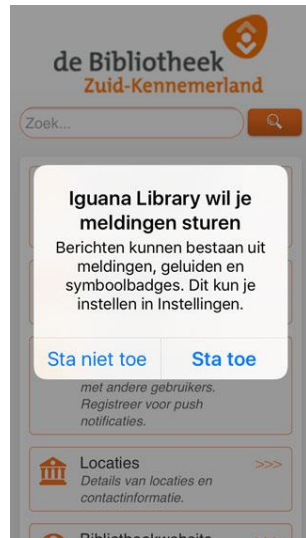 de Bibliotheek
Zuid-Kennemerland
Zoek...
Iguana Library wil je
meldingen sturen
Berichten kunnen bestaan uit
meldingen, geluiden en
symboolbadges. Dit kun je
instellen in Instellingen.
Sta niet toe
Sta toe
met andere gebruikers.
Registreer voor push
notificaties.
Locaties >>>
Details van locaties en
contactinformatie.
Bibliotheekwebsite